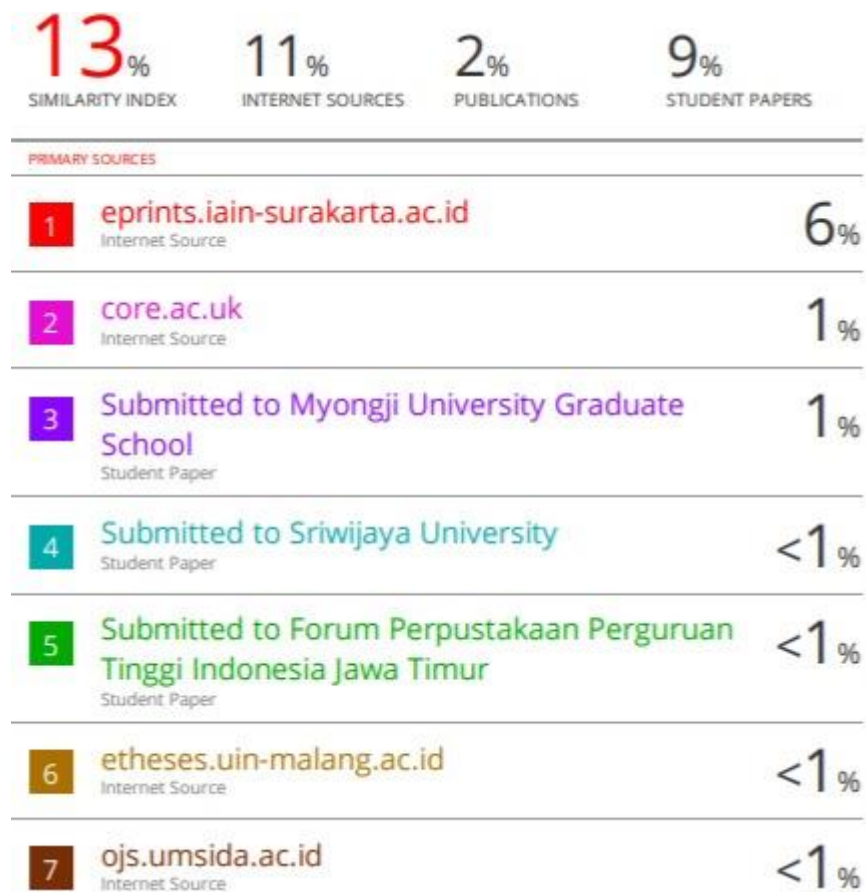 13% 11% 2% 9%
SIMILARITY INDEX INTERNET SOURCES PUBLICATIONS STUDENT PAPERS
PRIMARY SOURCES
1 eprints.iain-surakarta.ac.id 6%
Internet Source
2 core.ac.uk 1%
Internet Source
3 Submitted to Myongji University Graduate 1%
School
Student Paper
4 Submitted to Sriwijaya University <1%
Student Paper
5 Submitted to Forum Perpustakaan Perguruan <1%
Tinggi Indonesia Jawa Timur
Student Paper
6 etheses.uin-malang.ac.id <1%
Internet Source
7 ojs.umsida.ac.id <1%
Internet Source